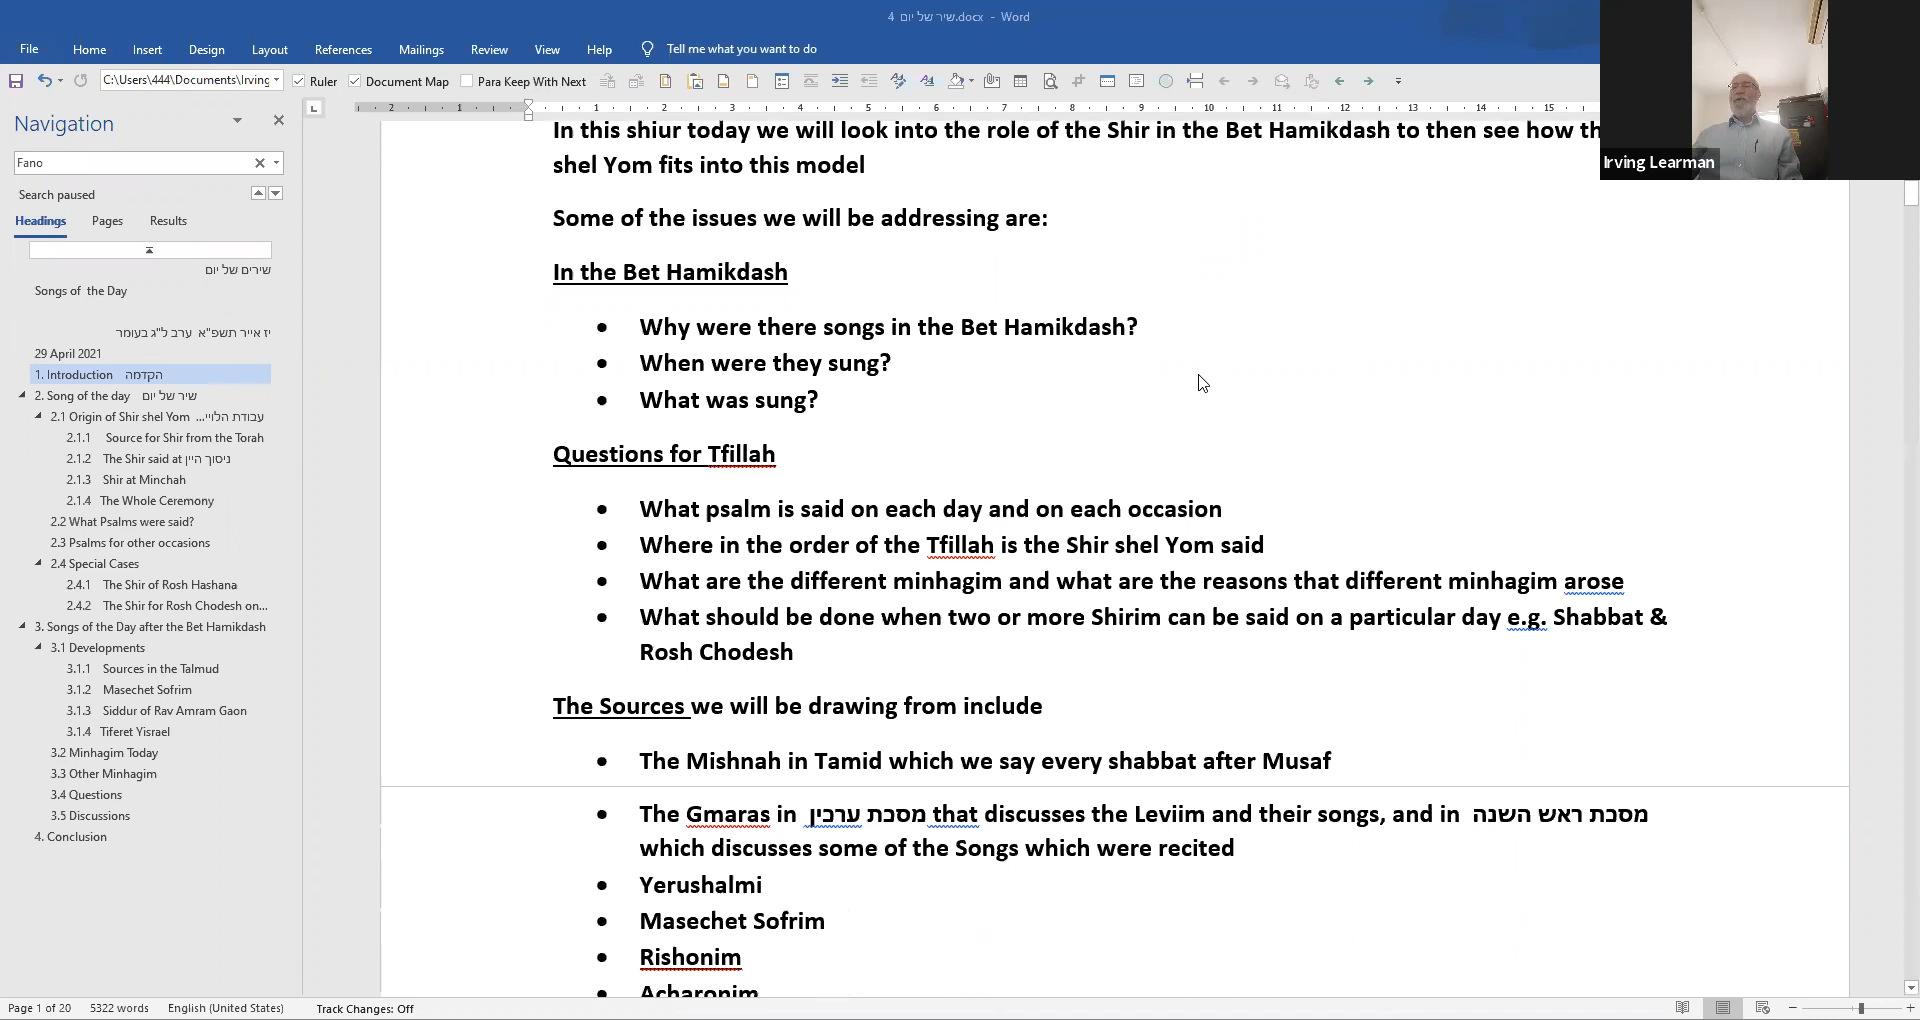 4 שיר של יום.docx - Word
File Home Insert Design Layout References Mailings Review View Help Tell me what you want to do
C:\Users\444\Documents\Irving Ruler Document Map Para Keep With Next
2 1 1 2 3 4 5 6 7 8 9 10 11 12 13 14 15
Irving Learman
Navigation
Fano
Search paused
Headings Pages Results
שירים של יום
Songs of the Day
יז אייר תשפ"א ערב ל"ג בעומר
29 April 2021
1. Introduction הקדמה
2. Song of the day שיר של יום
2.1 Origin of Shir shel Yom עבודת הלויי...
2.1.1 Source for Shir from the Torah
2.1.2 The Shir said at ניסוך היין
2.1.3 Shir at Minchah
2.1.4 The Whole Ceremony
2.2 What Psalms were said?
2.3 Psalms for other occasions
2.4 Special Cases
2.4.1 The Shir of Rosh Hashana
2.4.2 The Shir for Rosh Chodesh on...
3. Songs of the Day after the Bet Hamikdash
3.1 Developments
3.1.1 Sources in the Talmud
3.1.2 Masechet Sofrim
3.1.3 Siddur of Rav Amram Gaon
3.1.4 Tiferet Yisrael
3.2 Minhagim Today
3.3 Other Minhagim
3.4 Questions
3.5 Discussions
4. Conclusion
In this shiur today we will look into the role of the Shir in the Bet Hamikdash to then see how th
shel Yom fits into this model
Some of the issues we will be addressing are:
In the Bet Hamikdash
• Why were there songs in the Bet Hamikdash?
• When were they sung?
• What was sung?
Questions for Tfillah
• What psalm is said on each day and on each occasion
• Where in the order of the Tfillah is the Shir shel Yom said
• What are the different minhagim and what are the reasons that different minhagim arose
• What should be done when two or more Shirim can be said on a particular day e.g. Shabbat &
Rosh Chodesh
The Sources we will be drawing from include
• The Mishnah in Tamid which we say every shabbat after Musaf
• The Gmaras in מסכת ערכין that discusses the Leviim and their songs, and in מסכת ראש השנה
which discusses some of the Songs which were recited
• Yerushalmi
• Masechet Sofrim
• Rishonim
• Acharonim
Page 1 of 20 5322 words English (United States) Track Changes: Off